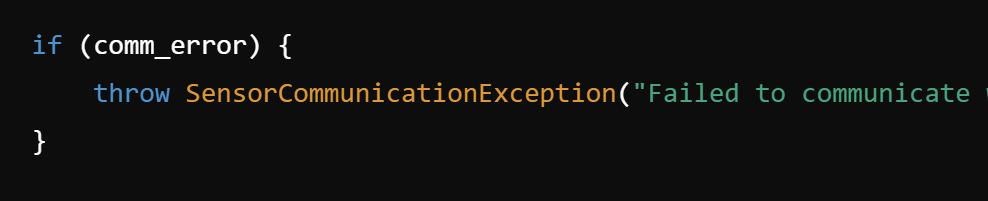 if (comm_error) {
    throw SensorCommunicationException("Failed to communicate
}